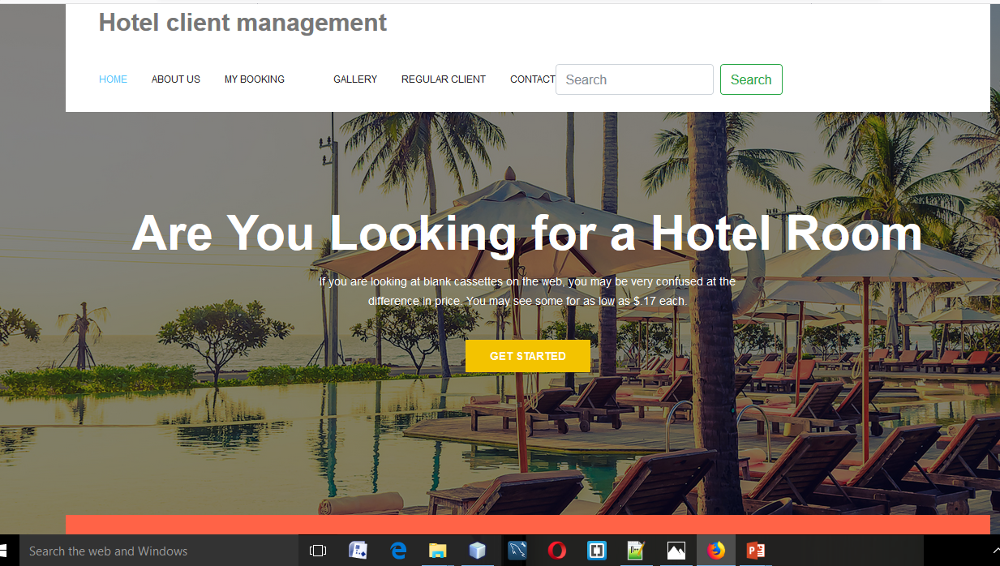 Hotel client management
HOME ABOUT US MY BOOKING GALLERY REGULAR CLIENT CONTACT Search Search
Are You Looking for a Hotel Room
If you are looking at blank cassettes on the web, you may be very confused at the
difference in price. You may see some for as low as $.17 each.
GET STARTED
Search the web and Windows